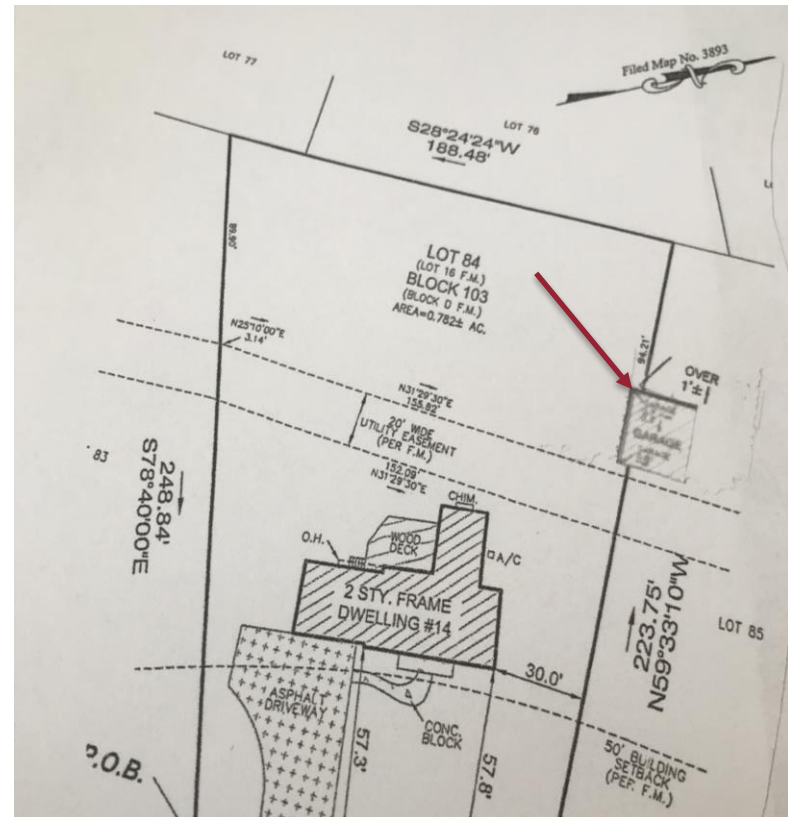 LOT 77
Filed Map No. 3893
LOT 76
S28°24'24"W
188.48'
89.90'
LOT 84
(LOT 16 F.M.)
BLOCK 103
(BLOCK D F.M.)
AREA=0.782± AC.
N25°10'00"E
3.14'
94.21'
OVER
1'±
N31°29'30"E
155.82'
20' WIDE
UTILITY EASEMENT
(PER F.M.)
152.09'
N31°29'30"E
GARAGE
83
248.84'
S78°40'00"E
CHIM.
O.H.
WOOD
DECK
A/C
2 STY. FRAME
DWELLING #14
223.75'
N59°33'10"W
LOT 85
30.0'
ASPHALT
DRIVEWAY
CONC.
BLOCK
57.3'
57.8'
50' BUILDING
SETBACK
(PER. F.M.)
P.O.B.